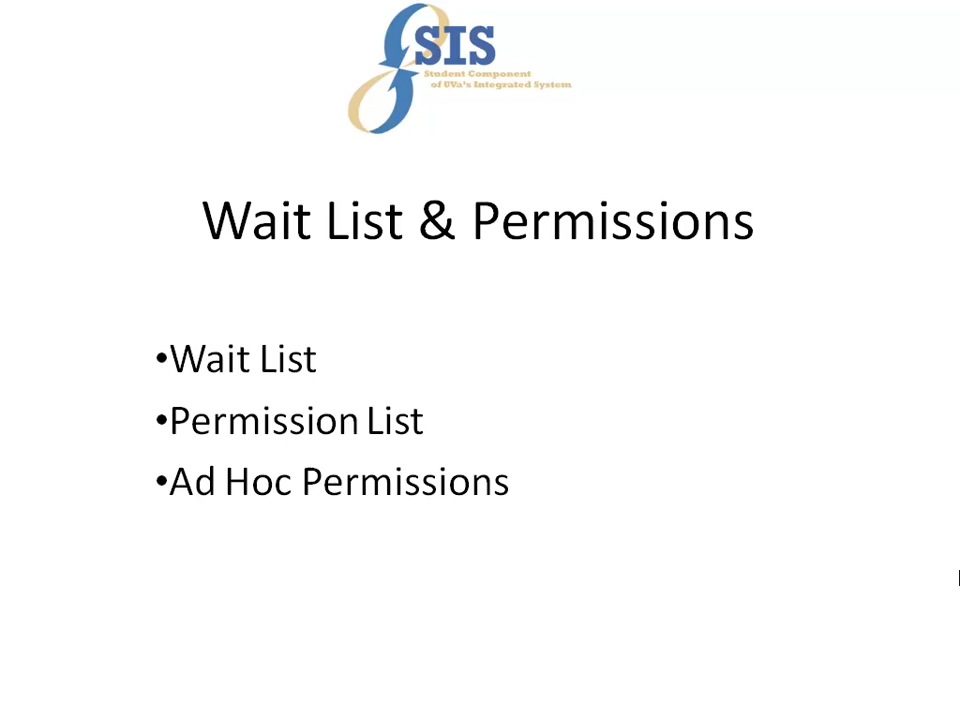 SIS
Student Component
of UVa's Integrated System
Wait List & Permissions
•Wait List
•Permission List
•Ad Hoc Permissions